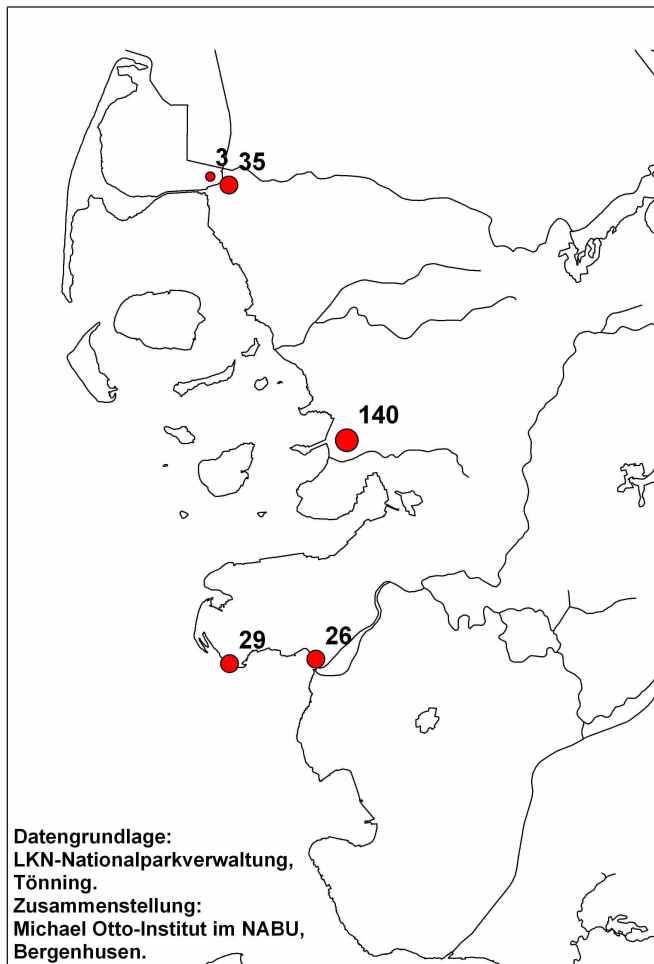 3 35
140
29
26
Datengrundlage:
LKN-Nationalparkverwaltung,
Tönning.
Zusammenstellung:
Michael Otto-Institut im NABU,
Bergenhusen.